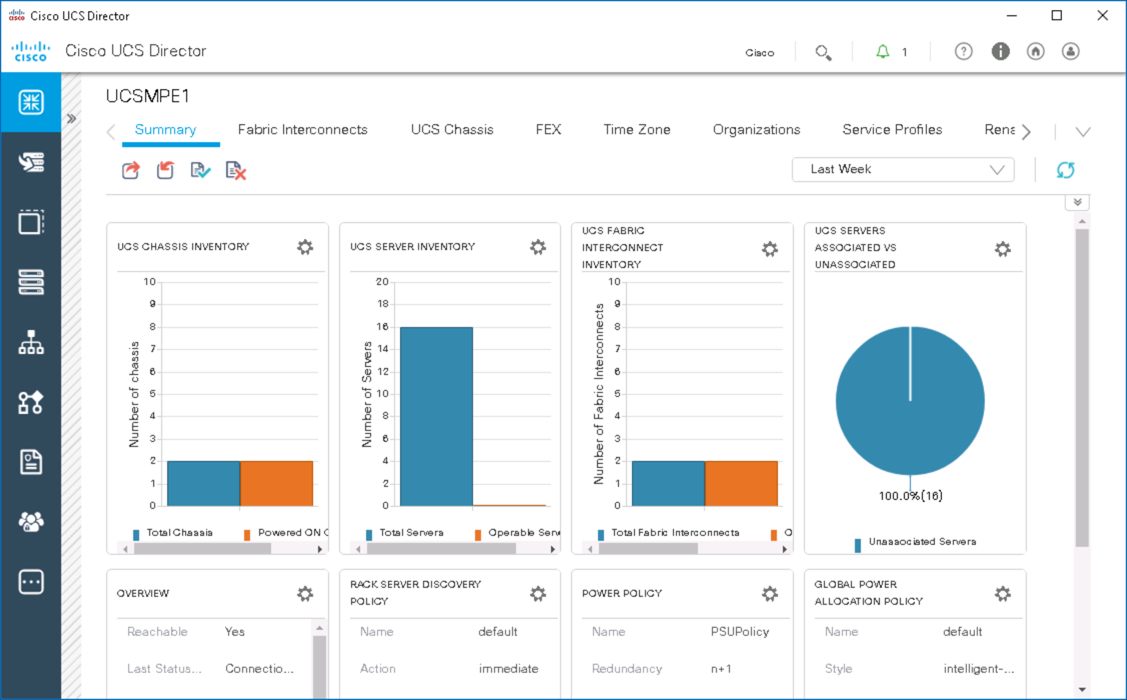 Cisco UCS Director
cisco
Cisco UCS Director
Cisco
1
UCSMPE1
Summary
Fabric Interconnects
UCS Chassis
FEX
Time Zone
Organizations
Service Profiles
Rena
Last Week
UCS CHASSIS INVENTORY
Number of chassis
10
9
8
7
6
5
4
3
2
1
0
Total Chassis
Powered ON
UCS SERVER INVENTORY
Number of Servers
20
18
16
14
12
10
8
6
4
2
0
Total Servers
Operable Serv
UCS FABRIC
INTERCONNECT
INVENTORY
Number of Fabric Interconnects
10
9
8
7
6
5
4
3
2
1
0
Total Fabric Interconnects
UCS SERVERS
ASSOCIATED VS
UNASSOCIATED
100.0%(16)
Unassociated Servers
OVERVIEW
Reachable Yes
Last Status... Connectio...
RACK SERVER DISCOVERY
POLICY
Name default
Action immediate
POWER POLICY
Name PSUPolicy
Redundancy n+1
GLOBAL POWER
ALLOCATION POLICY
Name default
Style intelligent-...